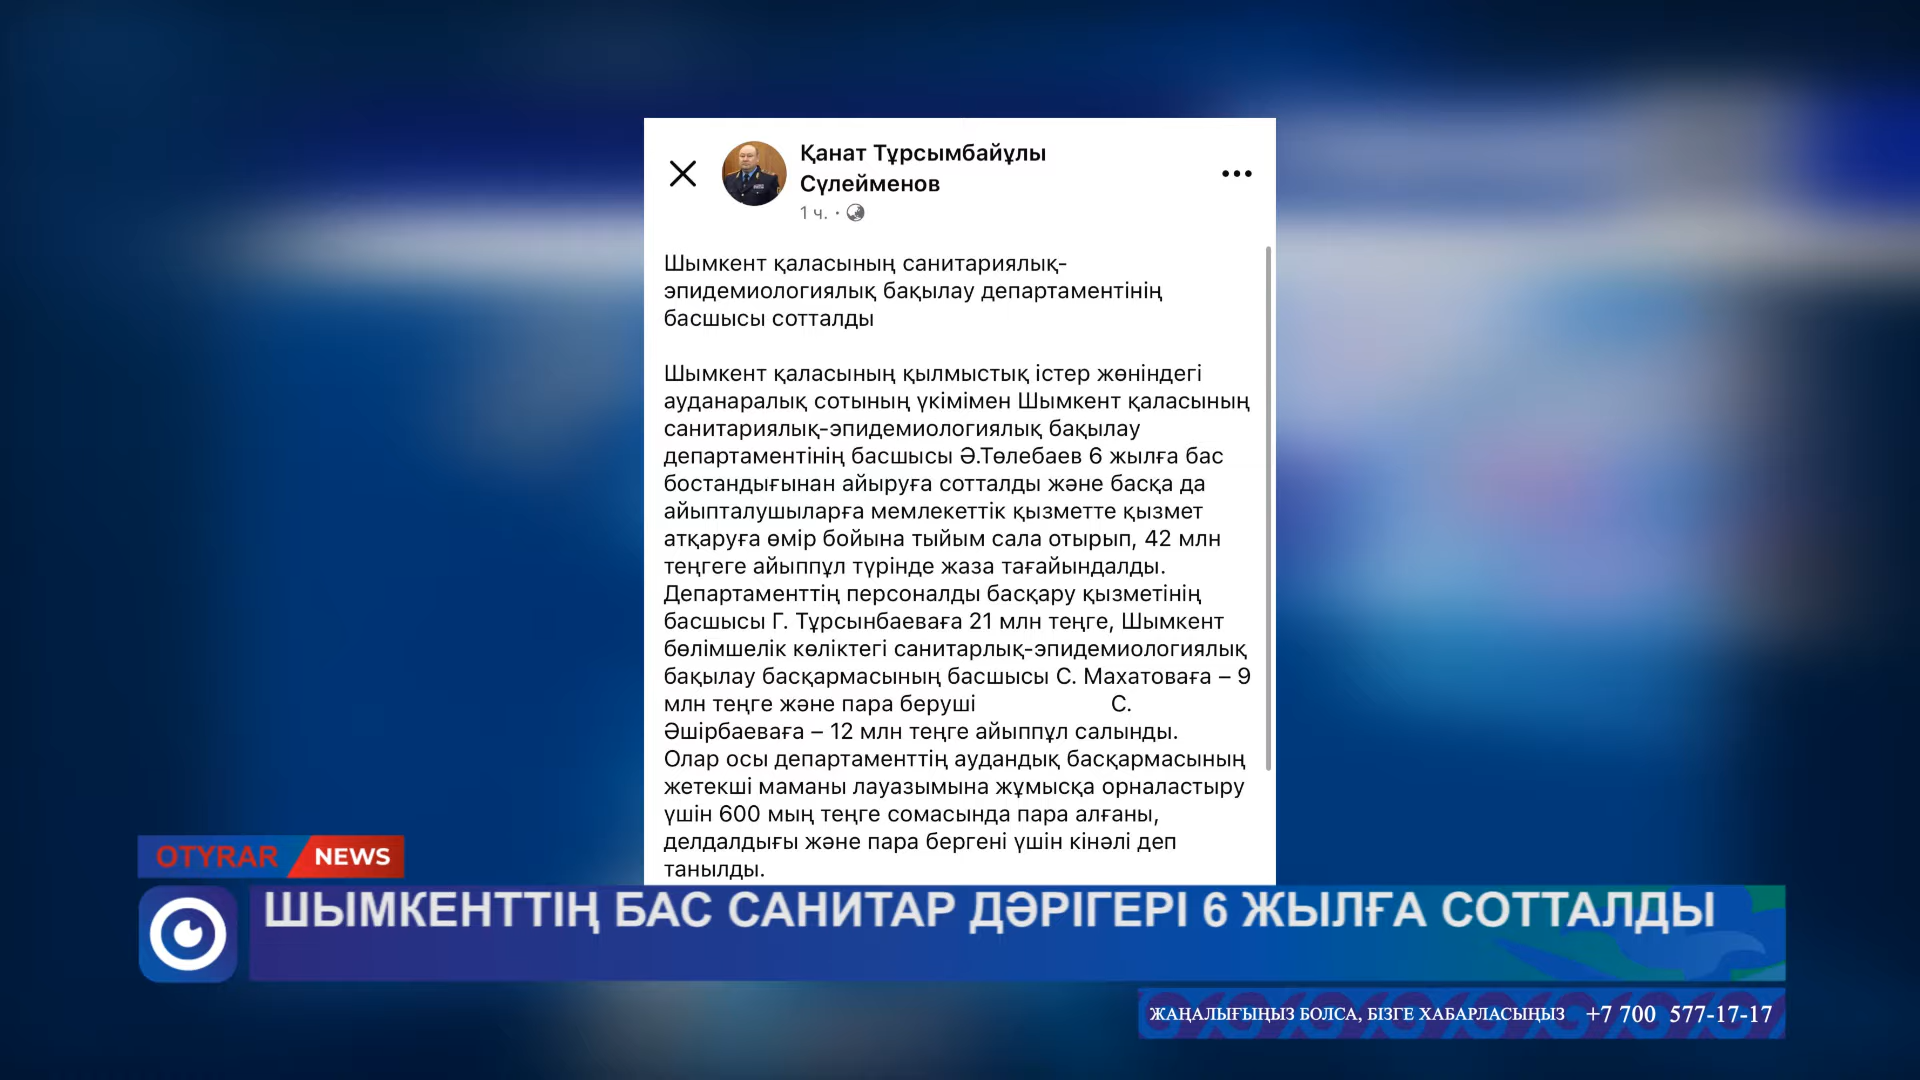 Қанат Тұрсымбайұлы
Сүлейменов
1 ч. ·
Шымкент қаласының санитариялық-
эпидемиологиялық бақылау департаментінің
басшысы сотталды
Шымкент қаласының қылмыстық істер жөніндегі
ауданаралық сотының үкімімен Шымкент қаласының
санитариялық-эпидемиологиялық бақылау
департаментінің басшысы Ә.Төлебаев 6 жылға бас
бостандығынан айыруға сотталды және басқа да
айыпталушыларға мемлекеттік қызметте қызмет
атқаруға өмір бойына тыйым сала отырып, 42 млн
теңгеге айыппұл түрінде жаза тағайындалды.
Департаменттің персоналды басқару қызметінің
басшысы Г. Тұрсынбаеваға 21 млн теңге, Шымкент
бөлімшелік көліктегі санитарлық-эпидемиологиялық
бақылау басқармасының басшысы С. Махатоваға – 9
млн теңге және пара беруші С.
Әшірбаеваға – 12 млн теңге айыппұл салынды.
Олар осы департаменттің аудандық басқармасының
жетекші маманы лауазымына жұмысқа орналастыру
үшін 600 мың теңге сомасында пара алғаны,
делдалдығы және пара бергені үшін кінәлі деп
танылды.
OTYRAR NEWS
ШЫМКЕНТТІҢ БАС САНИТАР ДӘРІГЕРІ 6 ЖЫЛҒА СОТТАЛДЫ
ЖАҢАЛЫҒЫҢЫЗ БОЛСА, БІЗГЕ ХАБАРЛАСЫҢЫЗ +7 700 577-17-17